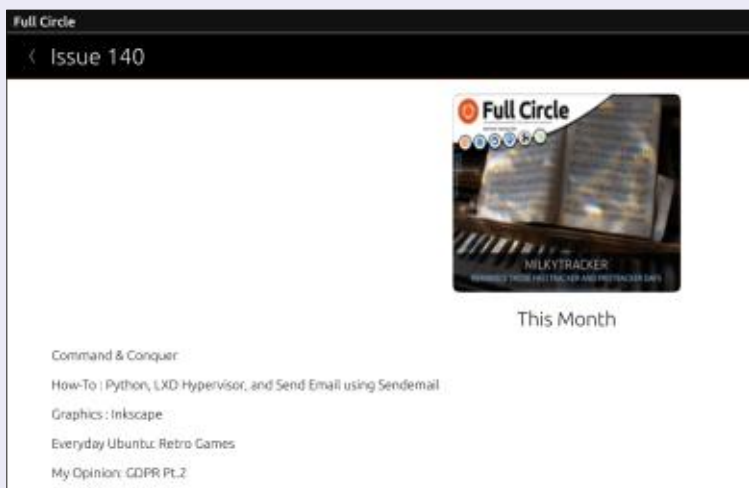 Full Circle
Issue 140
Full Circle
MILKYTRACKER
This Month
Command & Conquer
How-To : Python, LXD Hypervisor, and Send Email using Sendemail
Graphics : Inkscape
Everyday Ubuntu: Retro Games
My Opinion: GDPR Pt.2